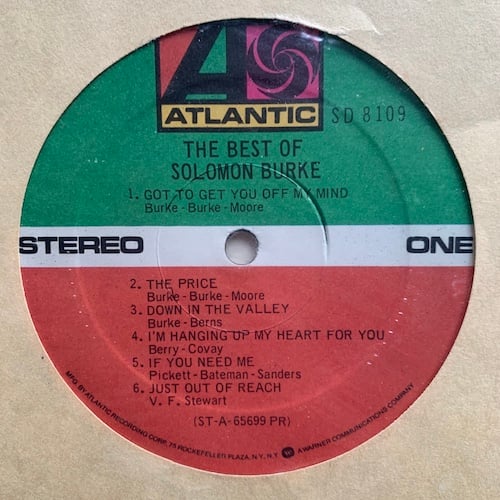 A
ATLANTIC SD 8109
THE BEST OF
SOLOMON BURKE
1. GOT TO GET YOU OFF MY MIND
Burke - Burke - Moore
STEREO ONE
2. THE PRICE
Burke - Burke - Moore
3. DOWN IN THE VALLEY
Burke - Berns
4. I'M HANGING UP MY HEART FOR YOU
Berry - Covay
5. IF YOU NEED ME
Pickett - Bateman - Sanders
6. JUST OUT OF REACH
V. F. Stewart
(ST-A-65699 PR)
MFG. BY ATLANTIC RECORDING CORP. 75 ROCKEFELLER PLAZA, N.Y. N.Y. W A WARNER COMMUNICATIONS COMPANY